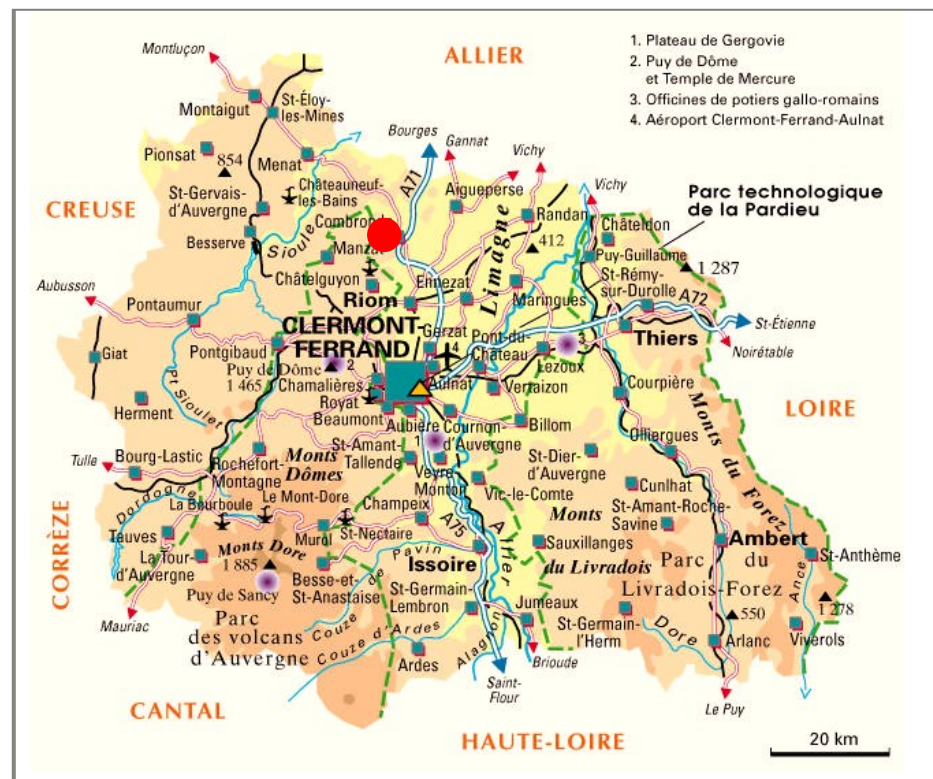 ALLIER
1. Plateau de Gergovie
2. Puy de Dôme
et Temple de Mercure
3. Officines de potiers gallo-romains
4. Aéroport Clermont-Ferrand-Aulnat
Montluçon
Montaigut
St-Éloy-
les-Mines
Bourges
Gannat
Vichy
Pionsat
854
Menat
A71
Aigueperse
Vichy
Parc technologique
de la Pardieu
St-Gervais-
d'Auvergne
Châteauneuf-
les-Bains
CREUSE
Randan
Châteldon
Besserve
Sioule
Limagne
412
Puy-Guillaume
1 287
Aubusson
Châtelguyon
Ennezat
Maringues
St-Rémy-
sur-Durolle
A72
Pontaumur
Riom
St-Étienne
CLERMONT-
FERRAND
Gerzat
4
Pont-du-
Château
3
Thiers
Noirétable
Giat
Pontgibaud
Puy de Dôme
1 465
2
Lezoux
Pt Sioulet
Chamalières
Aulnat
Vertaizon
Courpière
Herment
Royat
Beaumont
Aubière
Cournon-
d'Auvergne
Billom
LOIRE
1
Olliergues
Monts du Forez
Tulle
Bourg-Lastic
Rochefort-
Montagne
Monts
Dômes
St-Amant-
Tallende
Veyre-
Monton
St-Dier-
d'Auvergne
Vic-le-Comte
Cunlhat
Dordogne
La Bourboule
Le Mont-Dore
Champeix
A75
Allier
Monts
du Livradois
St-Amant-Roche-
Savine
CORRÈZE
Tauves
Murol
St-Nectaire
Sauxillanges
Ambert
St-Anthème
La Tour-
d'Auvergne
Monts Dore
1 885
Couze de Pavin
Issoire
Parc du
Livradois-Forez
Ance
Puy de Sancy
Besse-et-
St-Anastaise
St-Germain-
Lembron
Jumeaux
550
1 278
Mauriac
Parc
des volcans
d'Auvergne
Couze d'Ardes
St-Germain-
l'Herm
Dore
Arlanc
Viverols
Ardes
Alagnon
Brioude
Saint-
Flour
Le Puy
CANTAL
HAUTE-LOIRE
20 km